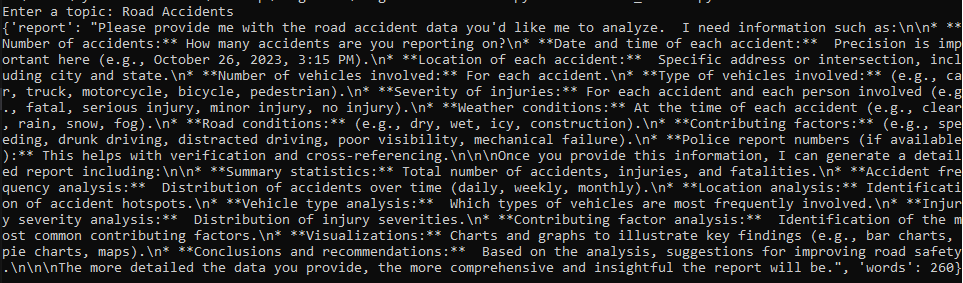 Enter a topic: Road Accidents
{'report': "Please provide me with the road accident data you'd like me to analyze.  I need information such as:\n\n* **
Number of accidents:** How many accidents are you reporting on?\n* **Date and time of each accident:**  Precision is imp
ortant here (e.g., October 26, 2023, 3:15 PM).\n* **Location of each accident:**  Specific address or intersection, incl
uding city and state.\n* **Number of vehicles involved:** For each accident.\n* **Type of vehicles involved:** (e.g., ca
r, truck, motorcycle, bicycle, pedestrian).\n* **Severity of injuries:** For each accident and each person involved (e.g
., fatal, serious injury, minor injury, no injury).\n* **Weather conditions:** At the time of each accident (e.g., clear
, rain, snow, fog).\n* **Road conditions:** (e.g., dry, wet, icy, construction).\n* **Contributing factors:** (e.g., spe
eding, drunk driving, distracted driving, poor visibility, mechanical failure).\n* **Police report numbers (if available
):** This helps with verification and cross-referencing.\n\n\nOnce you provide this information, I can generate a detail
ed report including:\n\n* **Summary statistics:** Total number of accidents, injuries, and fatalities.\n* **Accident fre
quency analysis:**  Distribution of accidents over time (daily, weekly, monthly).\n* **Location analysis:** Identificati
on of accident hotspots.\n* **Vehicle type analysis:**  Which types of vehicles are most frequently involved.\n* **Injur
y severity analysis:**  Distribution of injury severities.\n* **Contributing factor analysis:**  Identification of the m
ost common contributing factors.\n* **Visualizations:** Charts and graphs to illustrate key findings (e.g., bar charts,
pie charts, maps).\n* **Conclusions and recommendations:**  Based on the analysis, suggestions for improving road safety
.\n\n\nThe more detailed the data you provide, the more comprehensive and insightful the report will be.", 'words': 260}